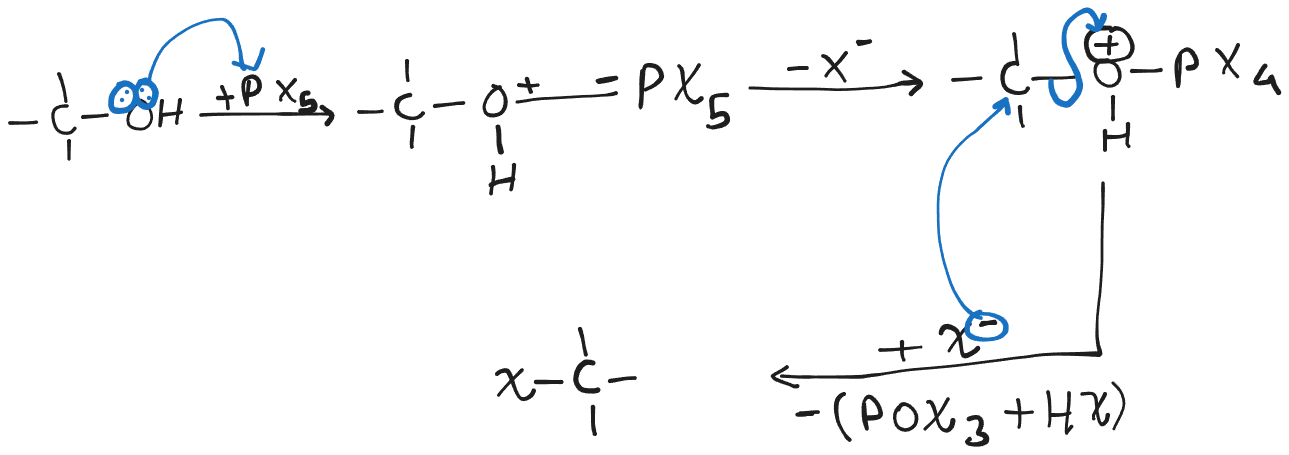 - C - OH + PX₅ → - C - O⁺ = PX₅ - X⁻ → - C - O⊕ - PX₄
H
H
+ X⁻
X - C - ←
- (POX₃ + HX)